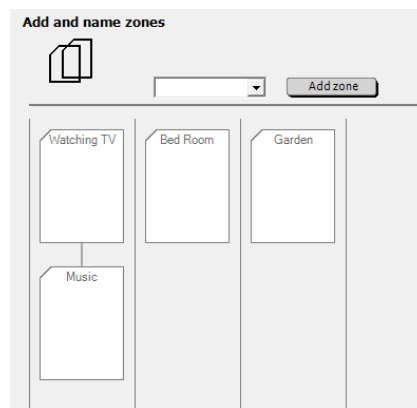 Add and name zones
Add zone
Watching TV
Bed Room
Garden
Music